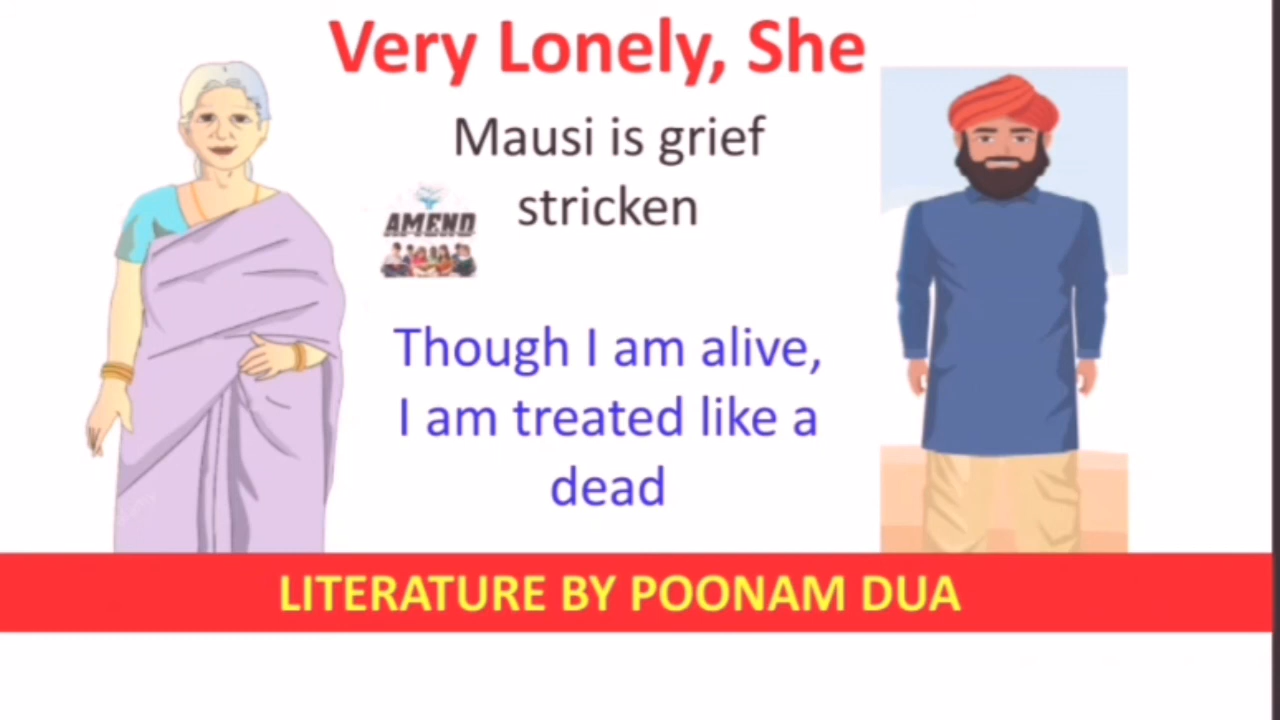 Very Lonely, She
Mausi is grief
stricken
AMEND
Though I am alive,
I am treated like a
dead
LITERATURE BY POONAM DUA